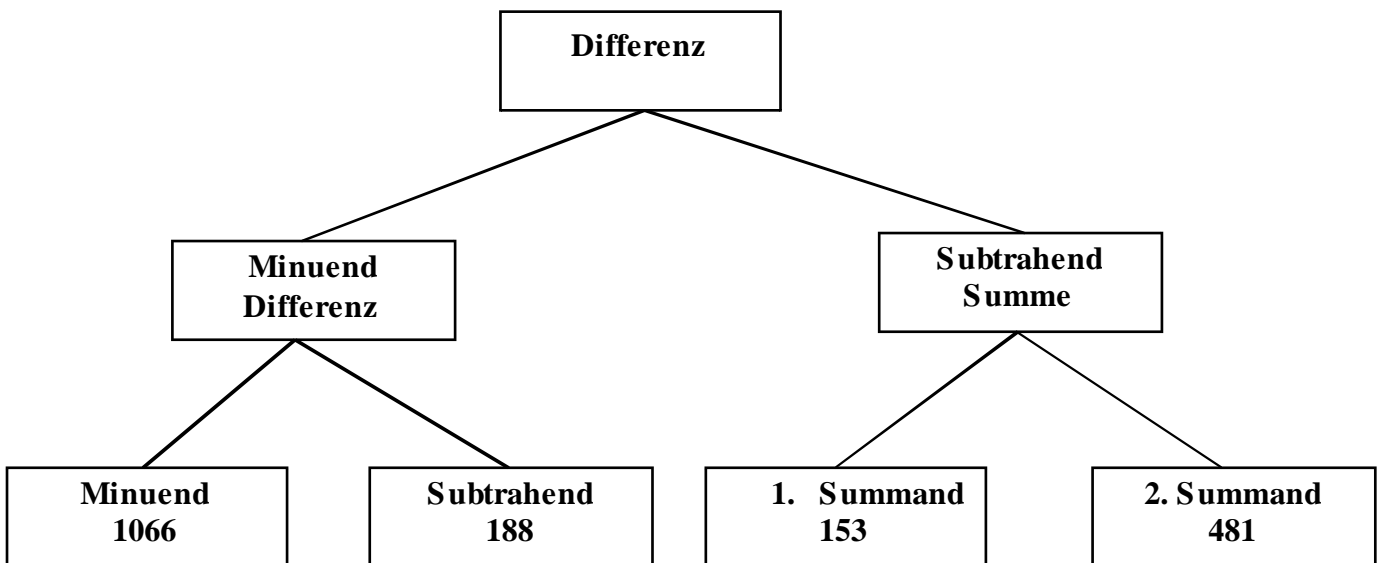 Differenz
Minuend
Differenz
Subtrahend
Summe
Minuend
1066
Subtrahend
188
1. Summand
153
2. Summand
481